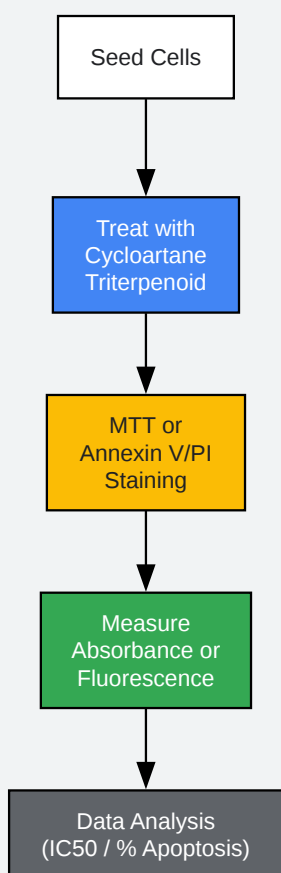 Seed Cells
Treat with
Cycloartane
Triterpenoid
MTT or
Annexin V/PI
Staining
Measure
Absorbance or
Fluorescence
Data Analysis
(IC50 / % Apoptosis)